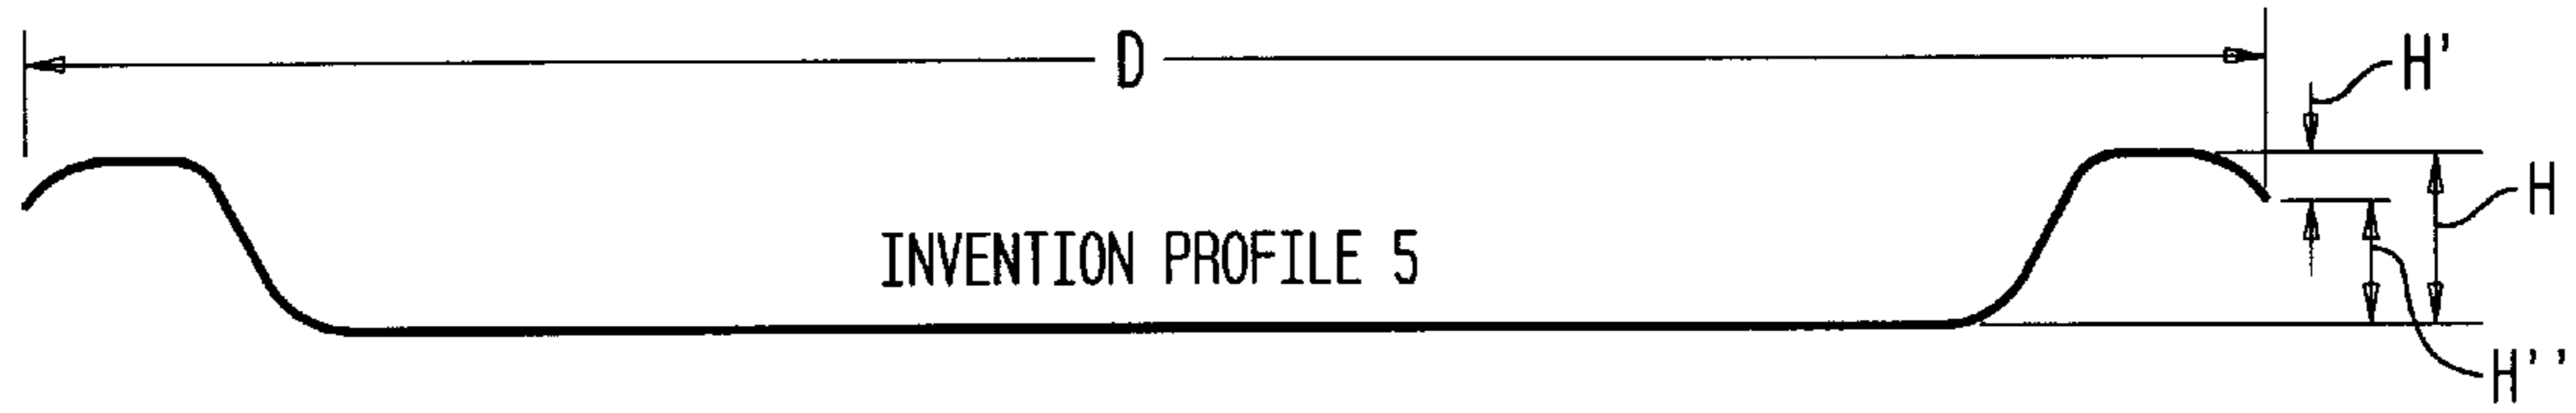 D
H'
H
INVENTION PROFILE 5
H''